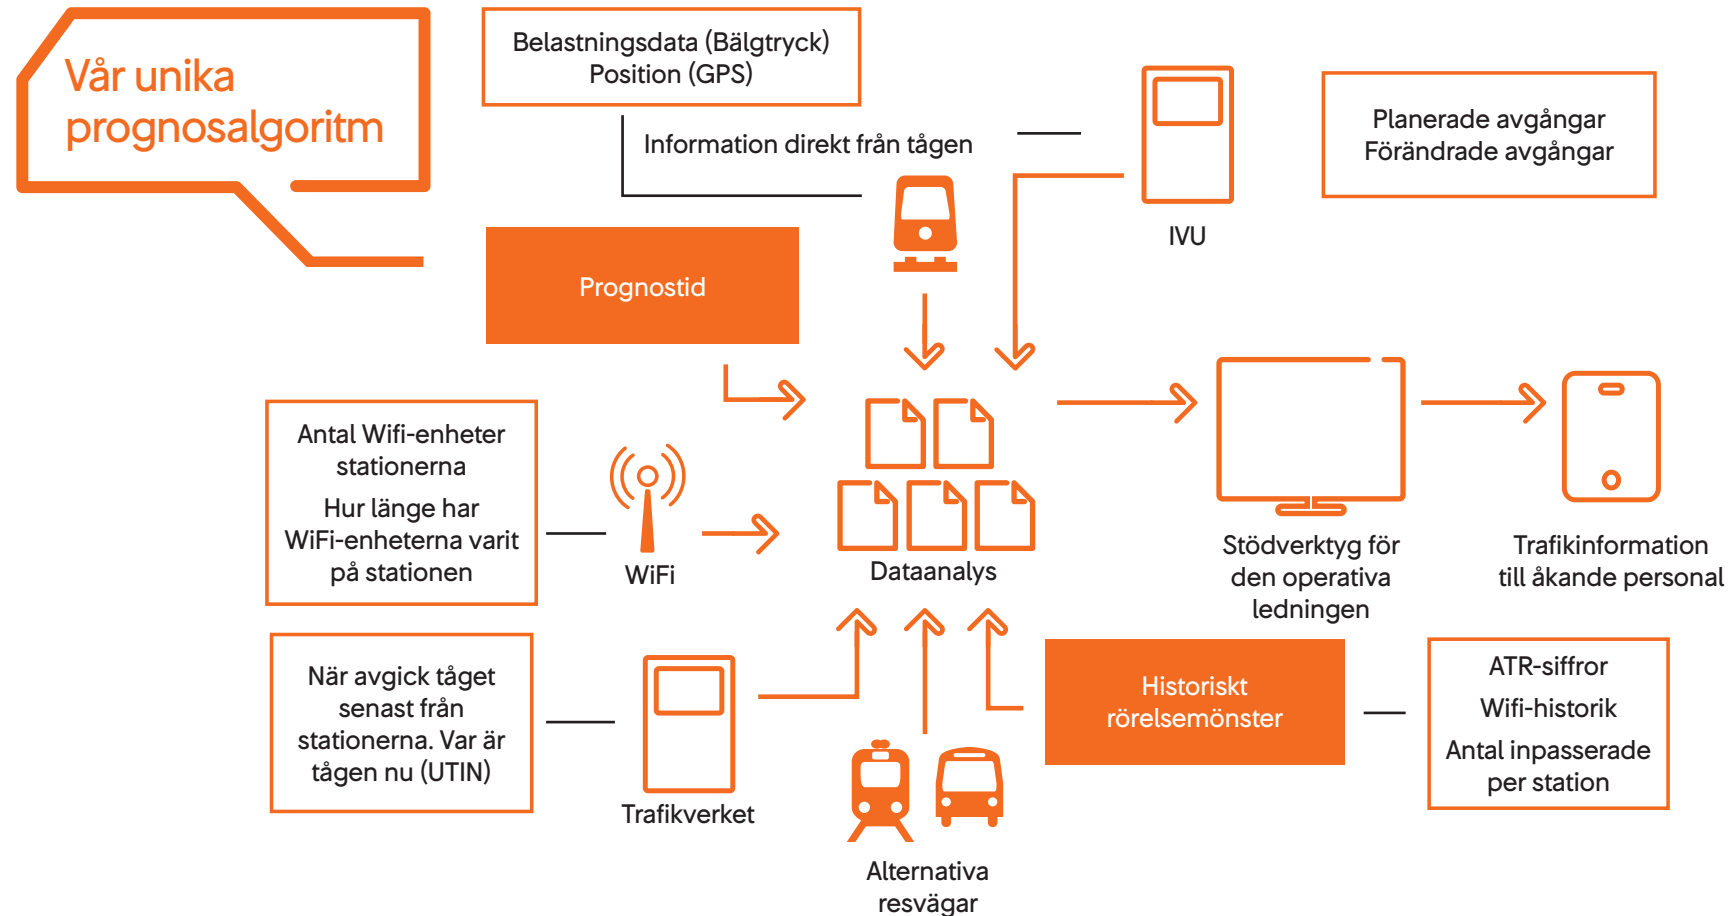 Vår unika
prognosalgoritm
Belastningsdata (Bälgtryck)
Position (GPS)
Information direkt från tågen
IVU
Planerade avgångar
Förändrade avgångar
Prognostid
Antal Wifi-enheter
stationerna
Hur länge har
WiFi-enheterna varit
på stationen
WiFi
Dataanalys
Stödverktyg för
den operativa
ledningen
Trafikinformation
till åkande personal
När avgick tåget
senast från
stationerna. Var är
tågen nu (UTIN)
Trafikverket
Alternativa
resvägar
Historiskt
rörelsemönster
ATR-siffror
Wifi-historik
Antal inpasserade
per station